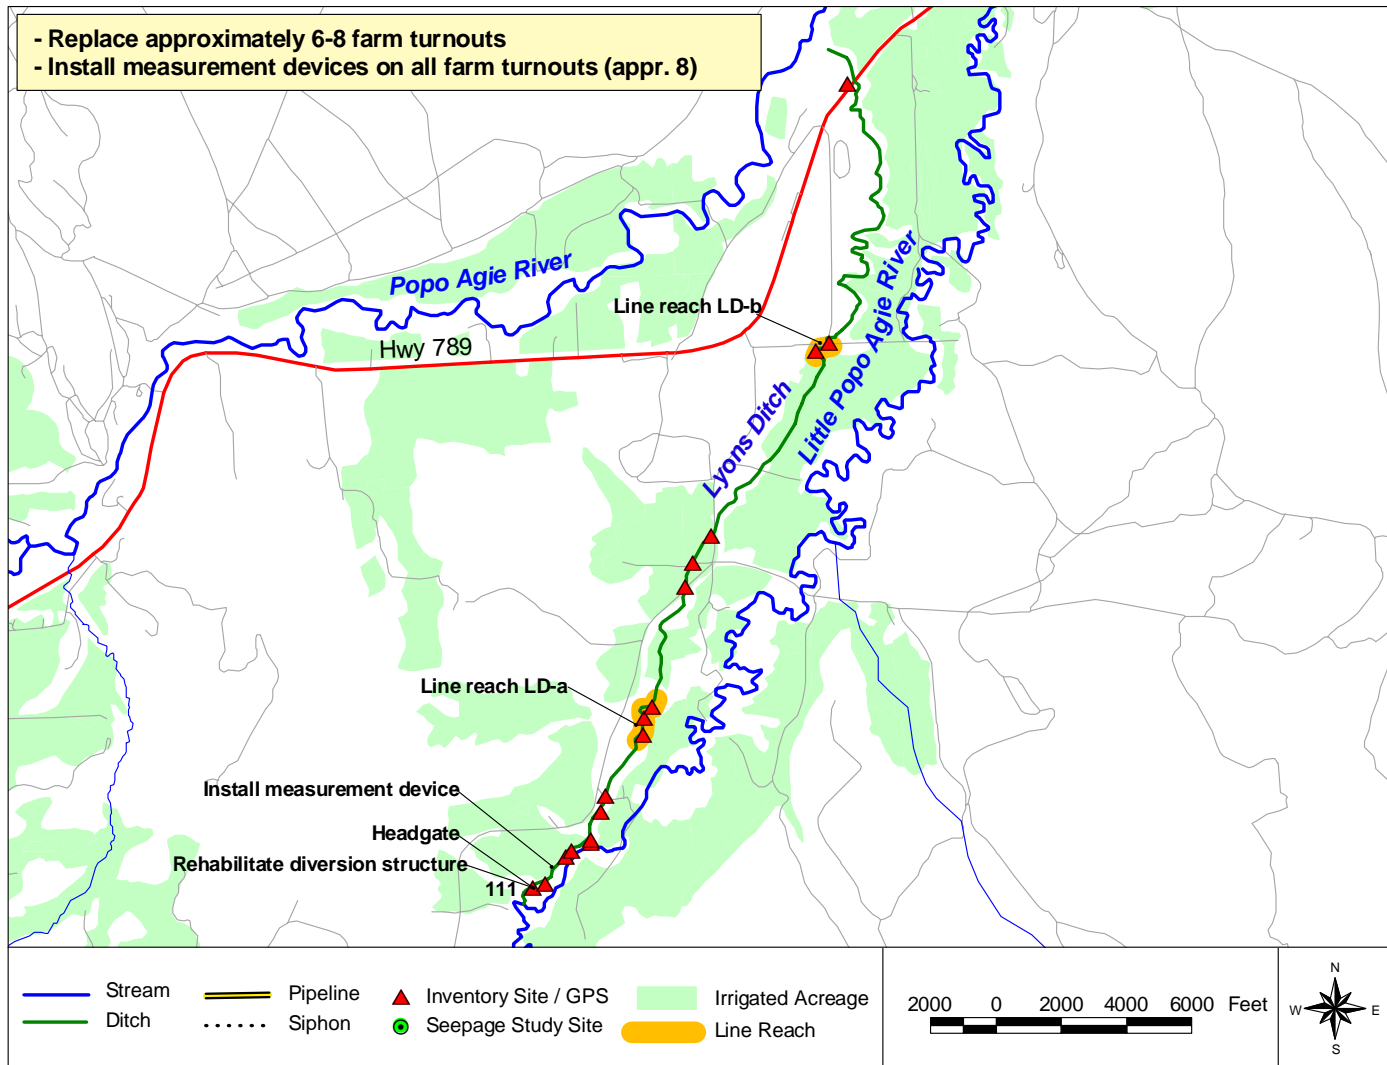 - Replace approximately 6-8 farm turnouts
- Install measurement devices on all farm turnouts (appr. 8)
Popo Agie River
Line reach LD-b
Hwy 789
Little Popo Agie River
Lyons Ditch
Line reach LD-a
Install measurement device
Headgate
Rehabilitate diversion structure
111
Stream
Ditch
Pipeline
Siphon
Inventory Site / GPS
Seepage Study Site
Irrigated Acreage
Line Reach
2000 0 2000 4000 6000 Feet
N
W E
S